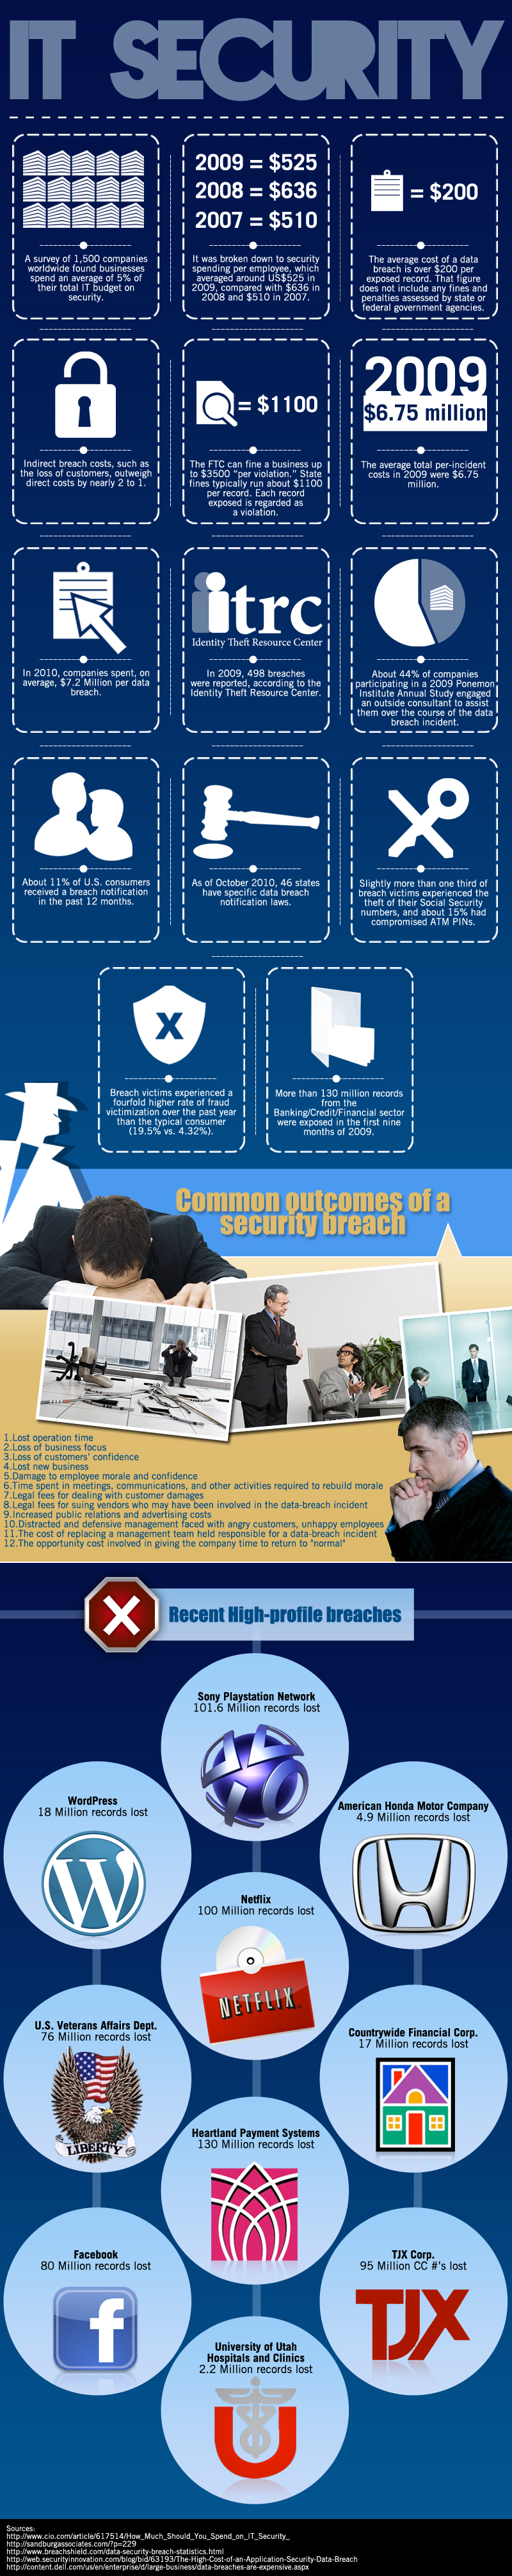 IT SECURITY
A survey of 1,500 companies
worldwide found businesses
spend an average of 5% of
their total IT budget on
security.
2009 = $525
2008 = $636
2007 = $510
It was broken down to security
spending per employee, which
averaged around US$525 in
2009, compared with $636 in
2008 and $510 in 2007.
= $200
The average cost of a data
breach is over $200 per
exposed record. That figure
does not include any fines and
penalties assessed by state or
federal government agencies.
Indirect breach costs, such as
the loss of customers, outweigh
direct costs by nearly 2 to 1.
= $1100
The FTC can fine a business up
to $3500 "per violation." State
fines typically run about $1100
per record. Each record
exposed is regarded as
a violation.
2009
$6.75 million
The average total per-incident
costs in 2009 were $6.75
million.
In 2010, companies spent, on
average, $7.2 Million per data
breach.
itrc
Identity Theft Resource Center
In 2009, 498 breaches
were reported, according to the
Identity Theft Resource Center.
About 44% of companies
participating in a 2009 Ponemon
Institute Annual Study engaged
an outside consultant to assist
them over the course of the data
breach incident.
About 11% of U.S. consumers
received a breach notification
in the past 12 months.
As of October 2010, 46 states
have specific data breach
notification laws.
Slightly more than one third of
breach victims experienced the
theft of their Social Security
numbers, and about 15% had
compromised ATM PINs.
X
Breach victims experienced a
fourfold higher rate of fraud
victimization over the past year
than the typical consumer
(19.5% vs. 4.32%).
More than 130 million records
from the
Banking/Credit/Financial sector
were exposed in the first nine
months of 2009.
Common outcomes of a
security breach
1.Lost operation time
2.Loss of business focus
3.Loss of customers' confidence
4.Lost new business
5.Damage to employee morale and confidence
6.Time spent in meetings, communications, and other activities required to rebuild morale
7.Legal fees for dealing with customer damages
8.Legal fees for suing vendors who may have been involved in the data-breach incident
9.Increased public relations and advertising costs
10.Distracted and defensive management faced with angry customers, unhappy employees
11.The cost of replacing a management team held responsible for a data-breach incident
12.The opportunity cost involved in giving the company time to return to "normal"
Recent High-profile breaches
Sony Playstation Network
101.6 Million records lost
WordPress
18 Million records lost
W
American Honda Motor Company
4.9 Million records lost
Netflix
100 Million records lost
NETFLIX
U.S. Veterans Affairs Dept.
76 Million records lost
LIBERTY
Countrywide Financial Corp.
17 Million records lost
Heartland Payment Systems
130 Million records lost
Facebook
80 Million records lost
f
TJX Corp.
95 Million CC #'s lost
TJX
University of Utah
Hospitals and Clinics
2.2 Million records lost
U
Sources:
http://www.cio.com/article/617514/How_Much_Should_You_Spend_on_IT_Security_
http://sandburgassociates.com/?p=229
http://www.breachshield.com/data-security-breach-statistics.html
http://web.securityinnovation.com/blog/bid/63193/The-High-Cost-of-an-Application-Security-Data-Breach
http://content.dell.com/us/en/enterprise/d/large-business/data-breaches-are-expensive.aspx